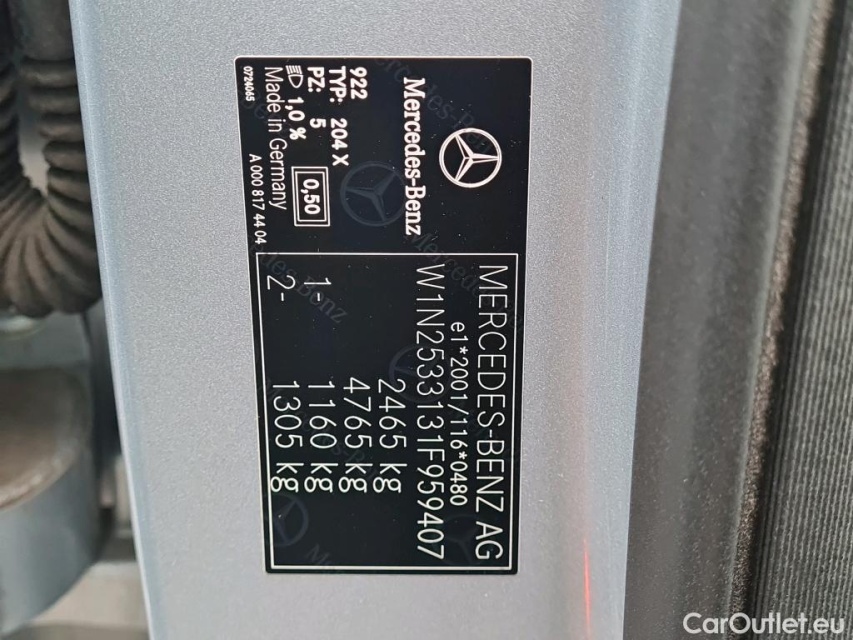 Mercedes-Benz
922
TYP: 204 X
PZ: 5
1,0 %
0,50
Made in Germany
0724065
A 000 817 44 04
MERCEDES-BENZ AG
e1*2001/116*0480
W1N2533131F959407
2465 kg
4765 kg
1- 1160 kg
2- 1305 kg
CarOutlet.eu